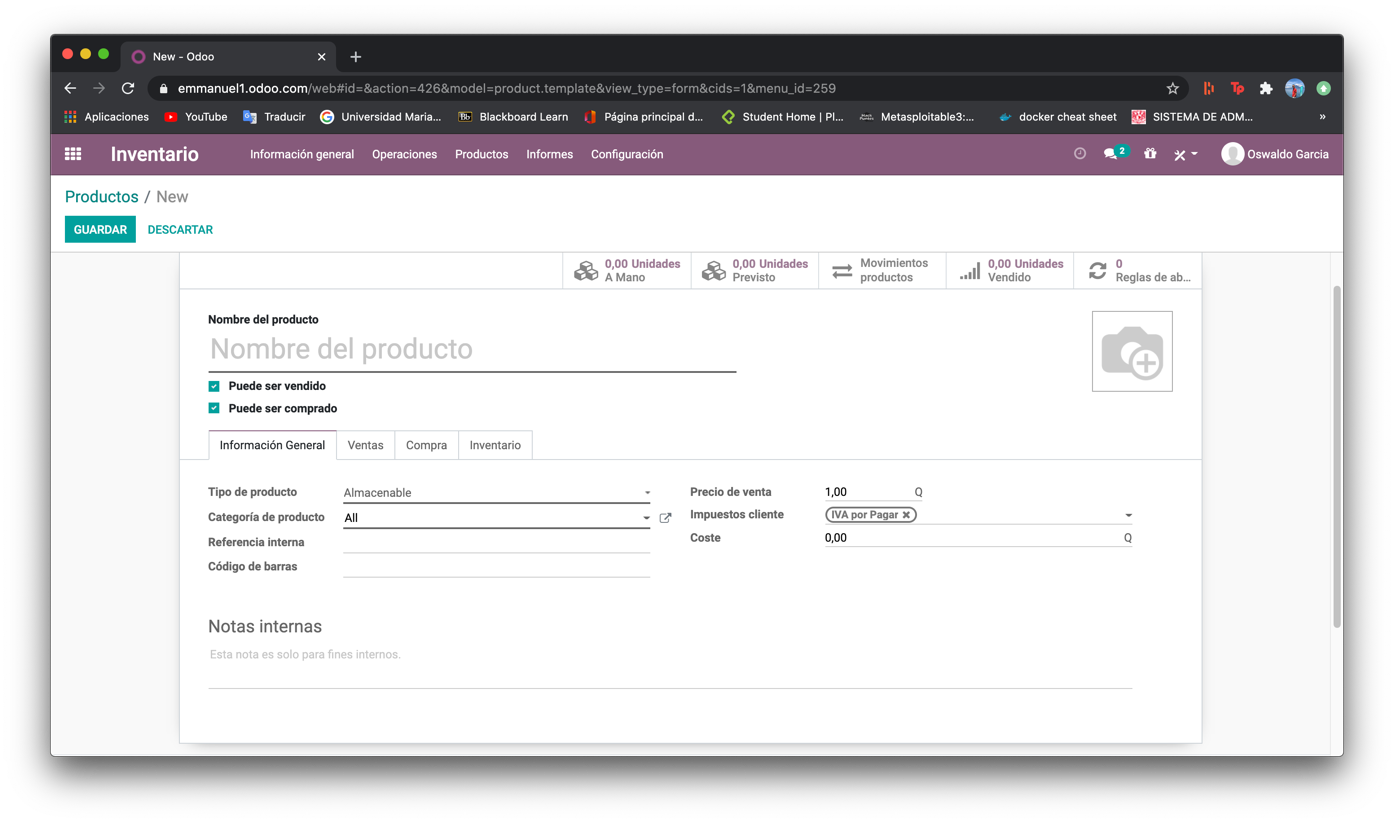 New - Odoo
emmanuel1.odoo.com/web#id=&action=426&model=product.template&view_type=form&cids=1&menu_id=259
Tp
Aplicaciones YouTube Traducir Universidad Maria... Bb Blackboard Learn Página principal d... Student Home | Pl... Metasploitable3:... docker cheat sheet SISTEMA DE ADM... »
Inventario Información general Operaciones Productos Informes Configuración 2 Oswaldo Garcia
Productos / New
GUARDAR DESCARTAR
0,00 Unidades
A Mano
0,00 Unidades
Previsto
Movimientos
productos
0,00 Unidades
Vendido
0
Reglas de ab...
Nombre del producto
Nombre del producto
Puede ser vendido
Puede ser comprado
Información General Ventas Compra Inventario
Tipo de producto Almacenable
Categoría de producto All
Referencia interna
Código de barras
Precio de venta 1,00 Q
Impuestos cliente IVA por Pagar
Coste 0,00 Q
Notas internas
Esta nota es solo para fines internos.